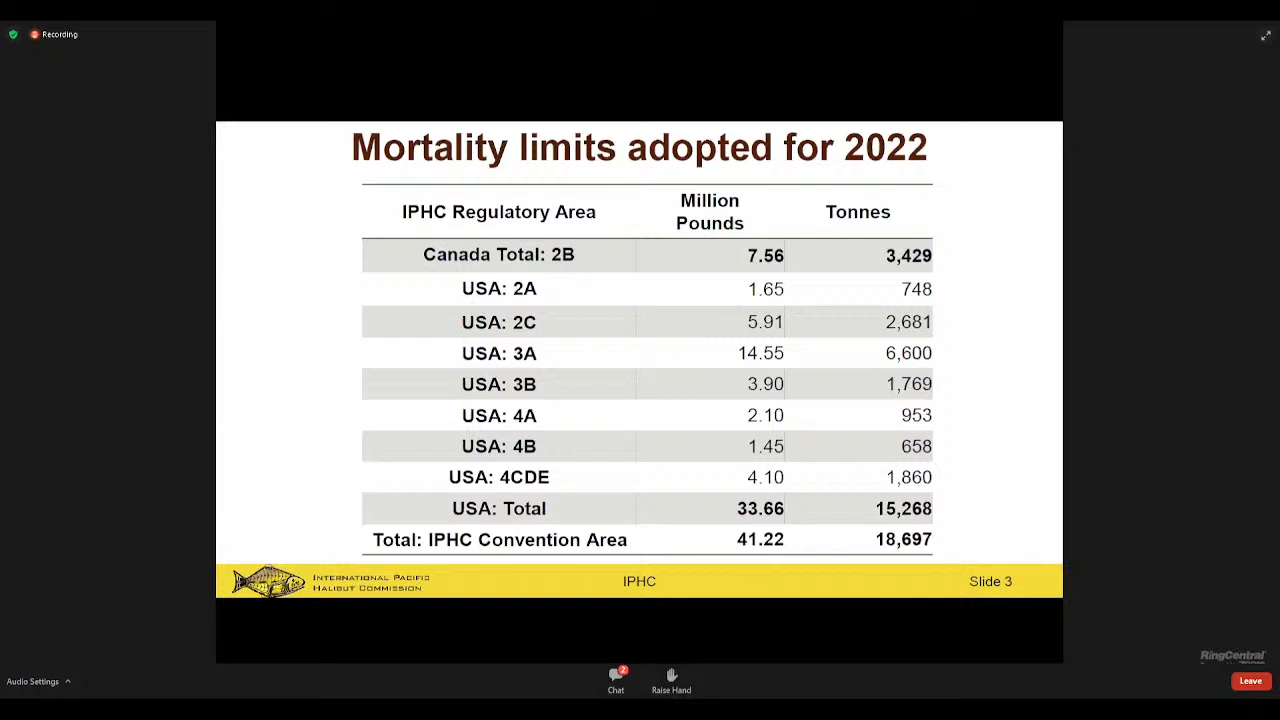 Recording
Mortality limits adopted for 2022
IPHC Regulatory Area
Million
Pounds
Tonnes
Canada Total: 2B 7.56 3,429
USA: 2A 1.65 748
USA: 2C 5.91 2,681
USA: 3A 14.55 6,600
USA: 3B 3.90 1,769
USA: 4A 2.10 953
USA: 4B 1.45 658
USA: 4CDE 4.10 1,860
USA: Total 33.66 15,268
Total: IPHC Convention Area 41.22 18,697
International Pacific
Halibut Commission
IPHC
Slide 3
RingCentral
Audio Settings
2
Chat
Raise Hand
Leave